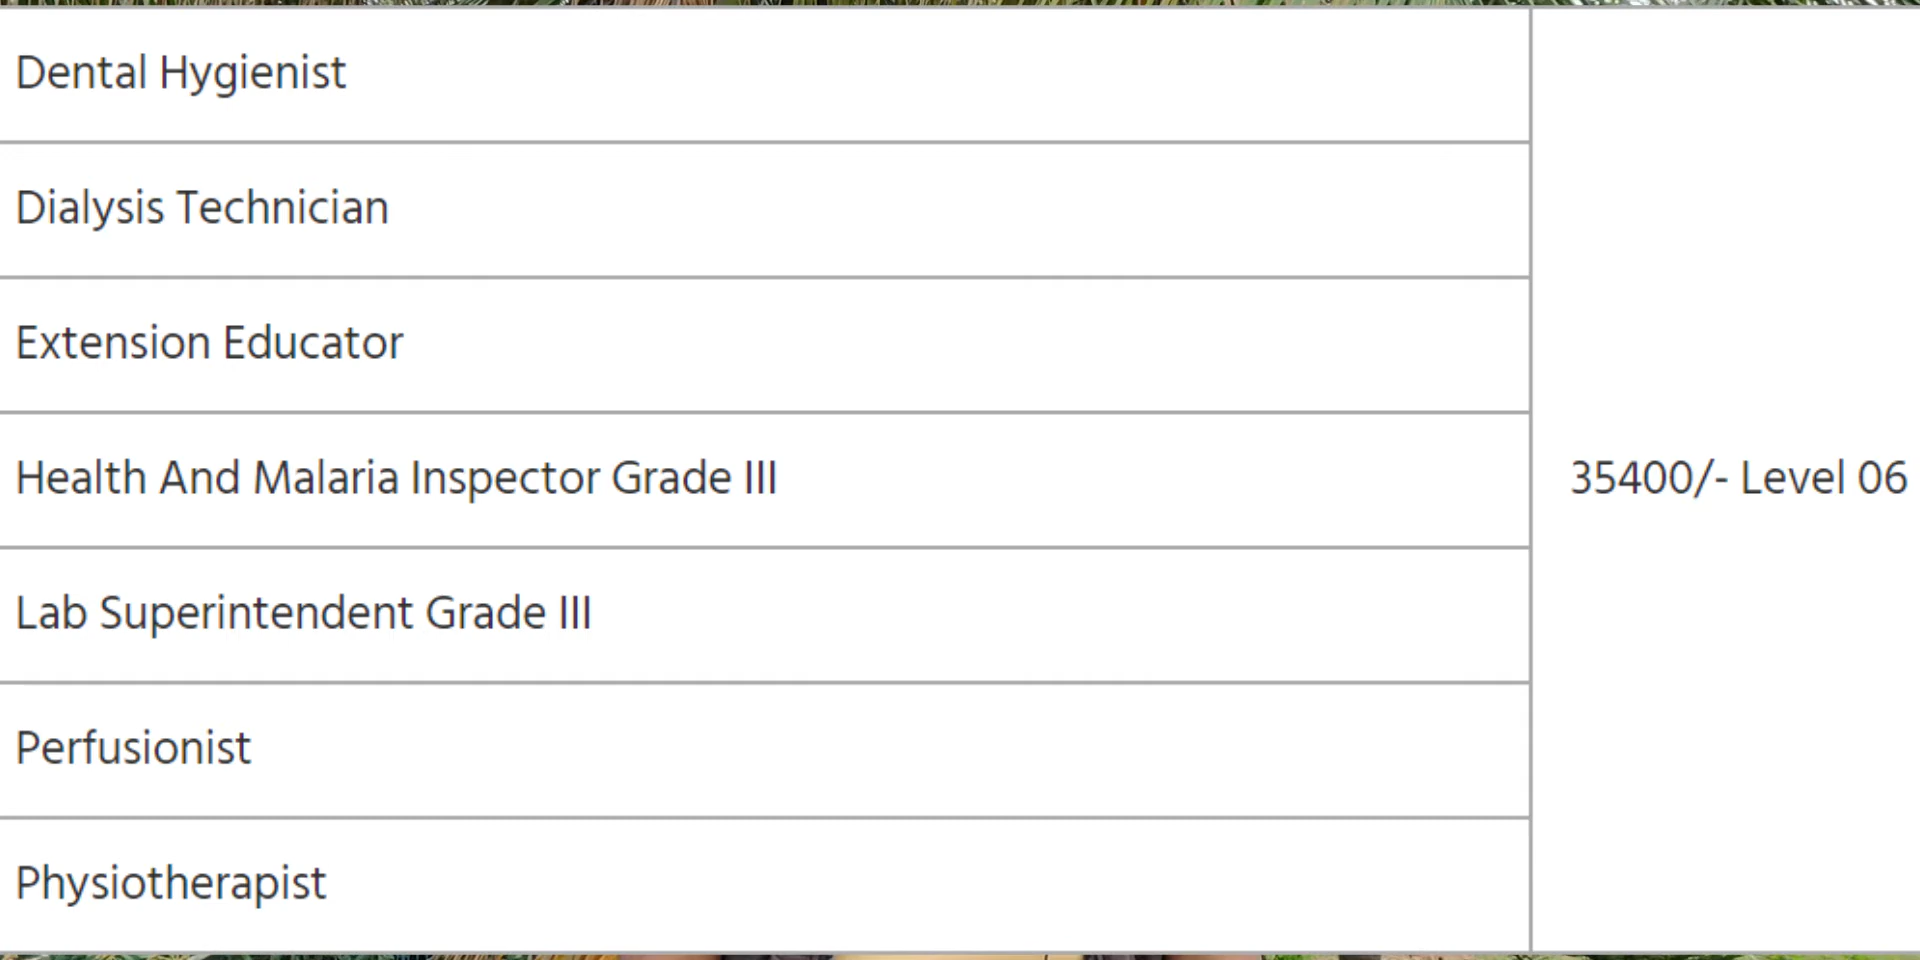 Dental Hygienist
Dialysis Technician
Extension Educator
Health And Malaria Inspector Grade III
35400/- Level 06
Lab Superintendent Grade III
Perfusionist
Physiotherapist